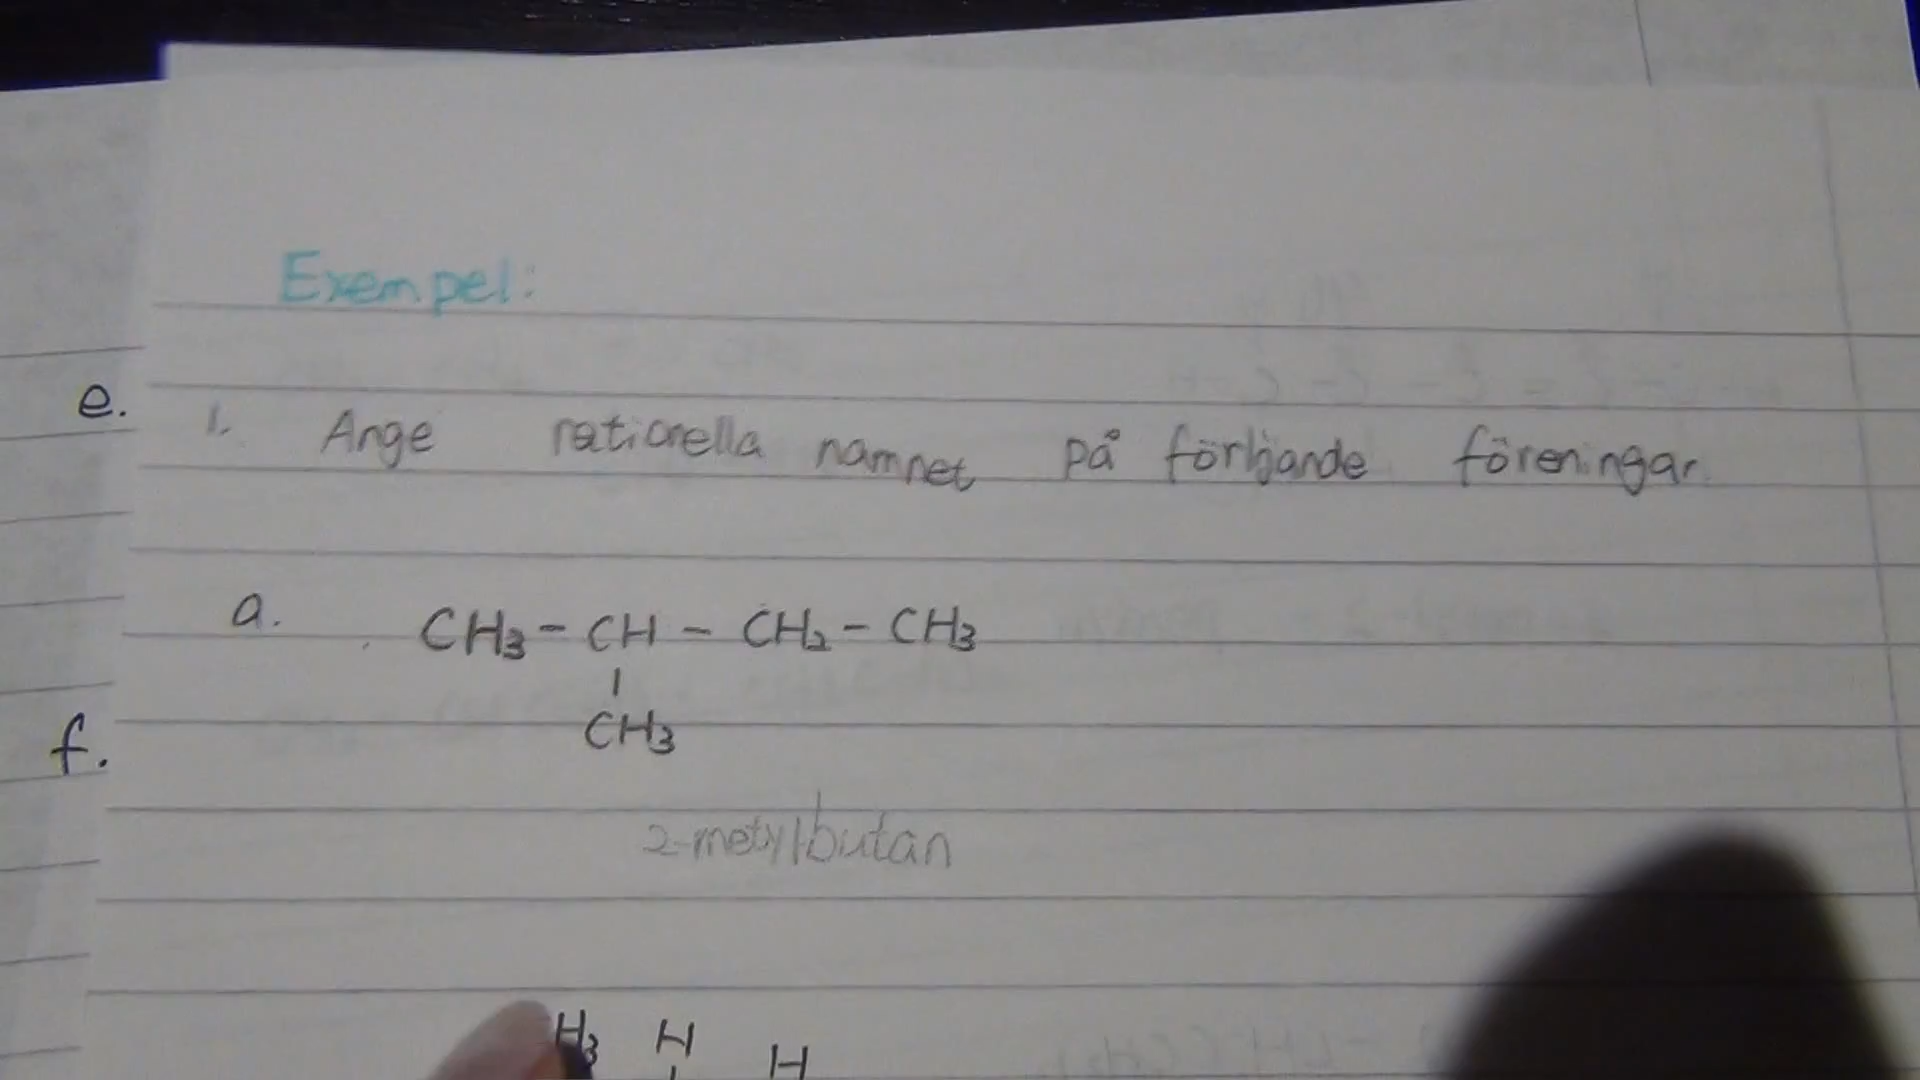 Exempel:
e.
1. Ange rationella namnet på förljande föreningar.
a. CH3 - CH - CH2 - CH3
|
CH3
f.
2-metylbutan
H3 H H